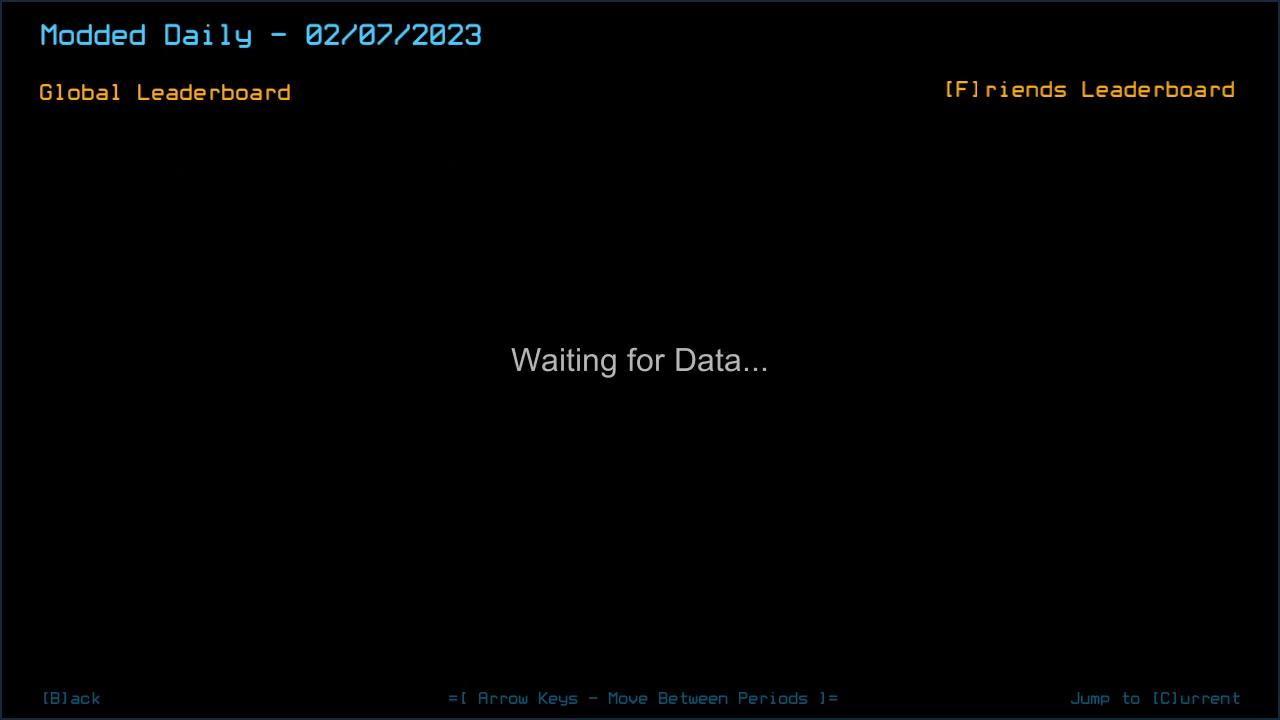 Modded Daily - 02/07/2023
Global Leaderboard
[F]riends Leaderboard
Waiting for Data...
[B]ack
=[ Arrow Keys - Move Between Periods ]=
Jump to [C]urrent